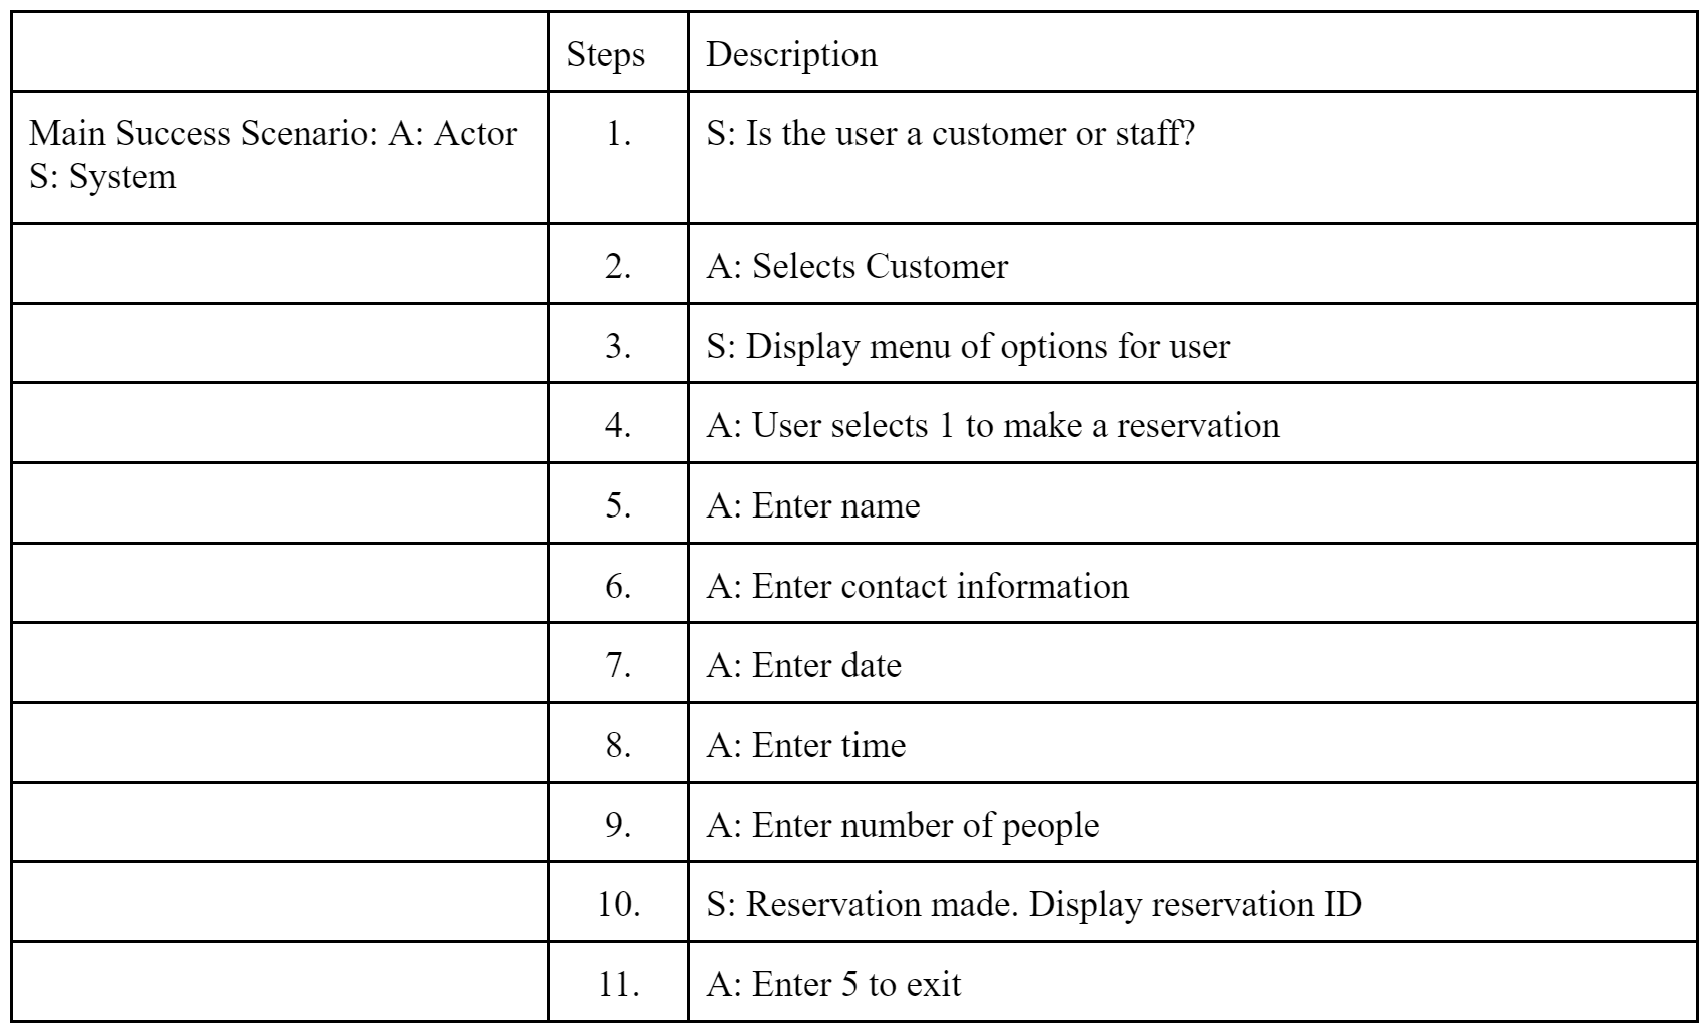 Steps Description
Main Success Scenario: A: Actor
S: System
1. S: Is the user a customer or staff?
2. A: Selects Customer
3. S: Display menu of options for user
4. A: User selects 1 to make a reservation
5. A: Enter name
6. A: Enter contact information
7. A: Enter date
8. A: Enter time
9. A: Enter number of people
10. S: Reservation made. Display reservation ID
11. A: Enter 5 to exit